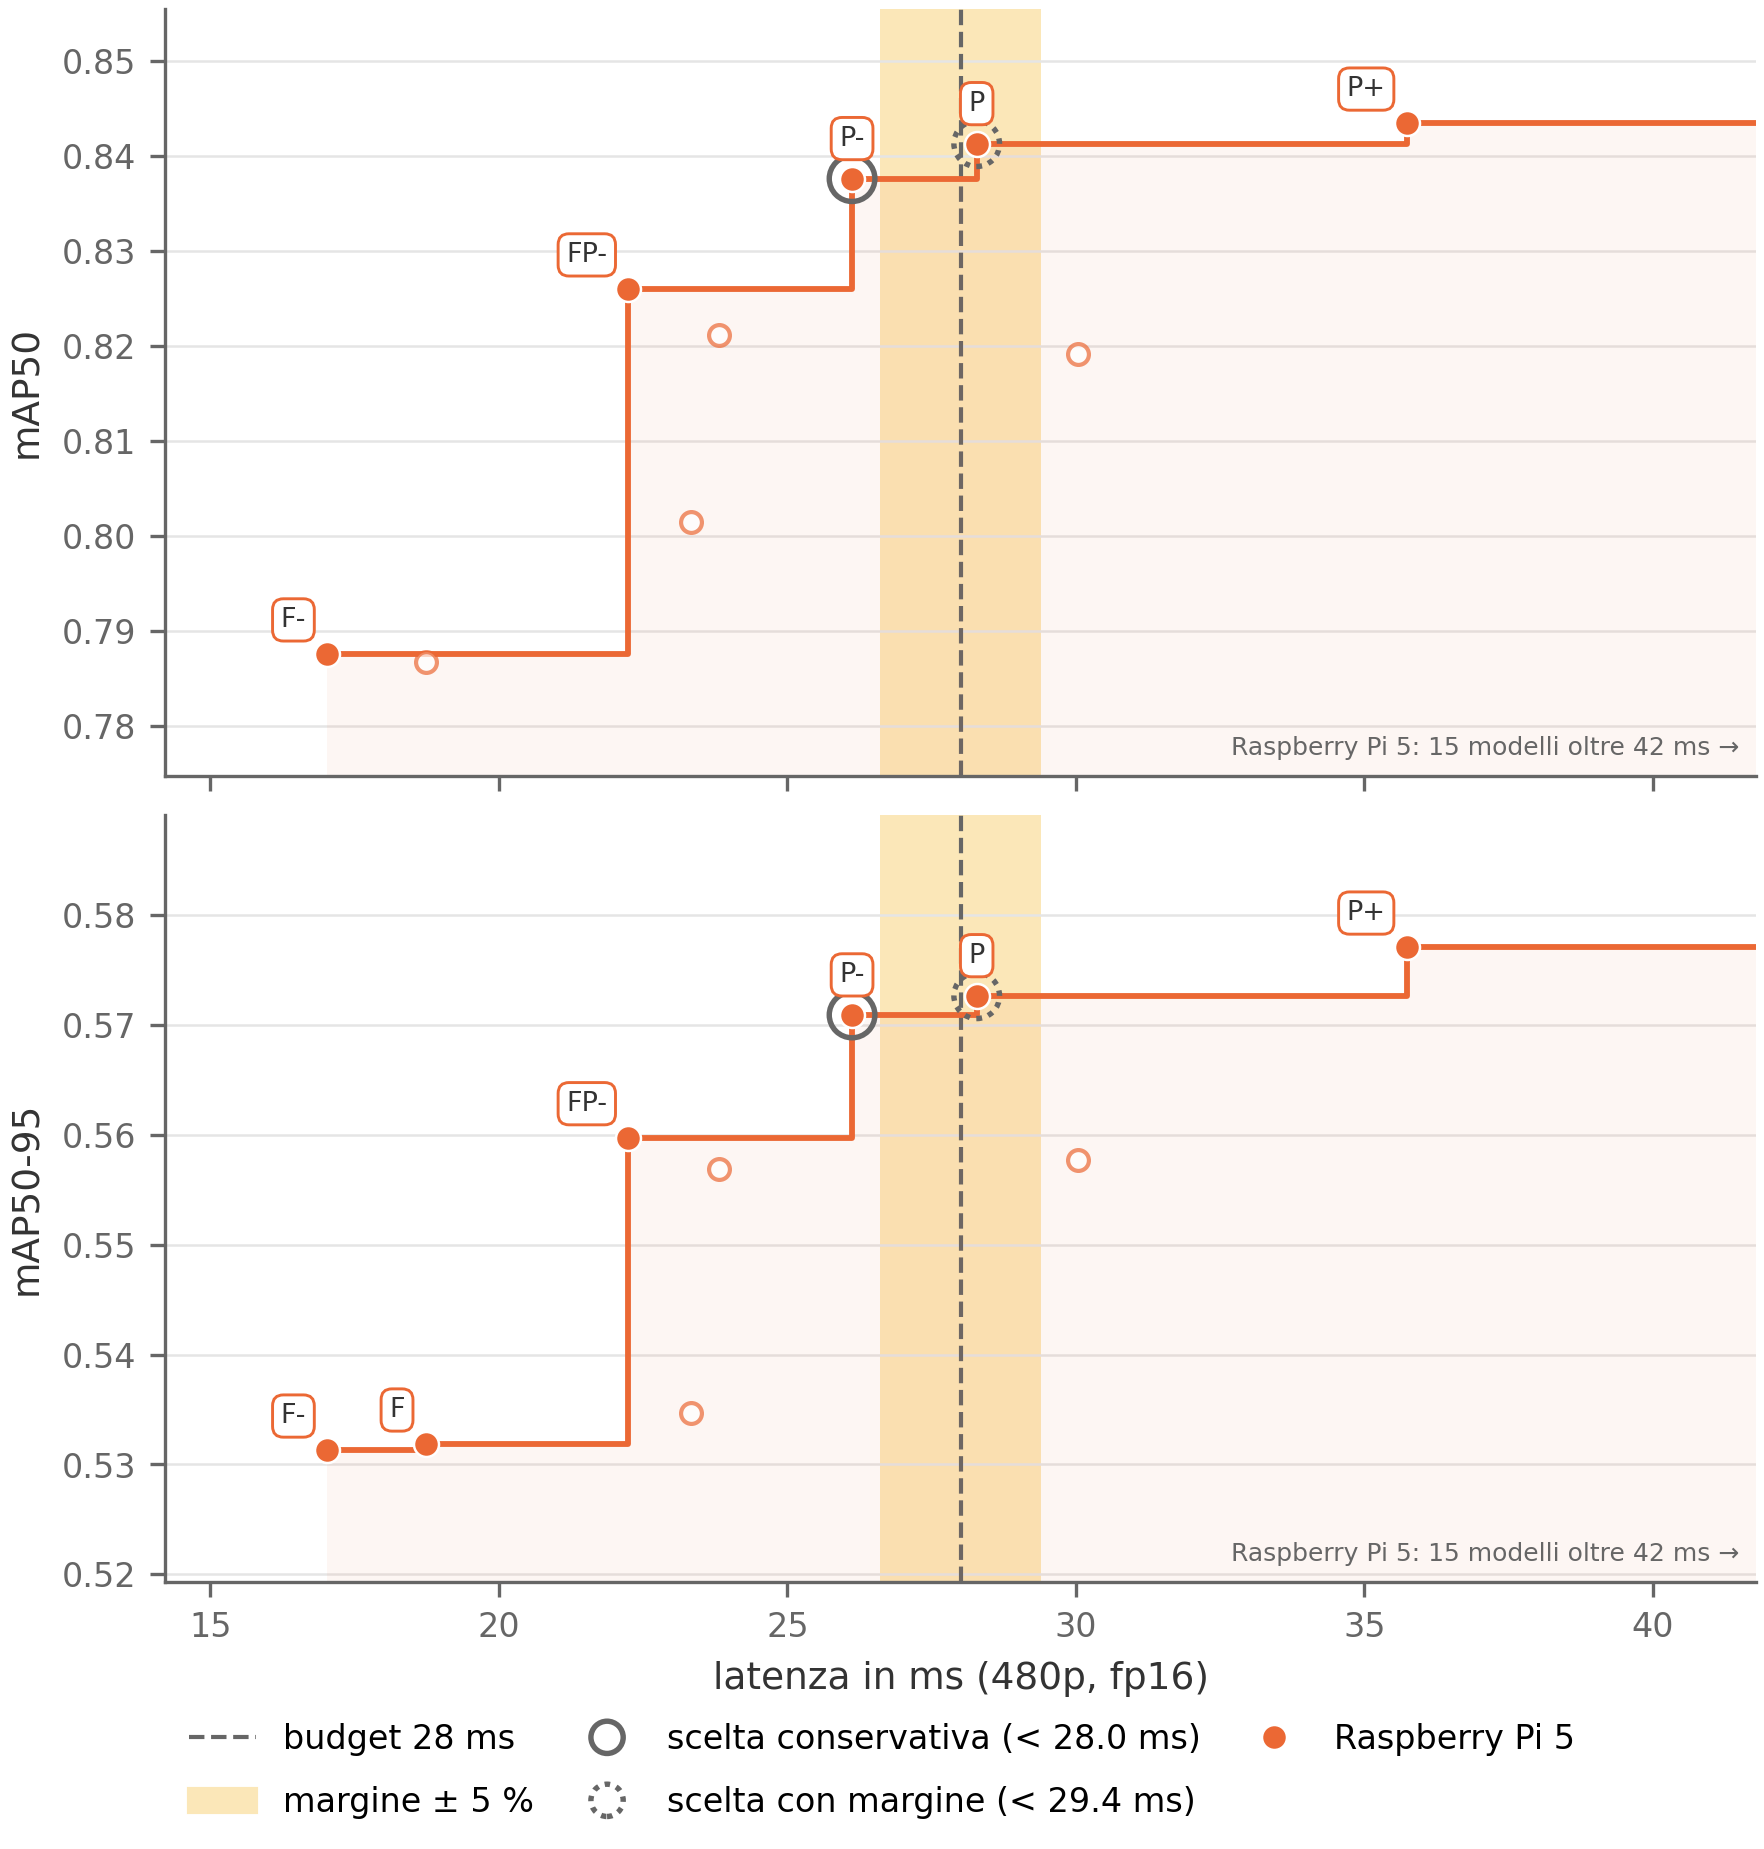 0.85
P+
P
0.84
P-
0.83
FP-
0.82
mAP50
0.81
0.80
0.79
F-
0.78
Raspberry Pi 5: 15 modelli oltre 42 ms →
0.58
P+
P
P-
0.57
FP-
0.56
mAP50-95
0.55
0.54
F-
F
0.53
Raspberry Pi 5: 15 modelli oltre 42 ms →
0.52
15 20 25 30 35 40
latenza in ms (480p, fp16)
budget 28 ms
scelta conservativa (< 28.0 ms)
Raspberry Pi 5
margine ± 5 %
scelta con margine (< 29.4 ms)